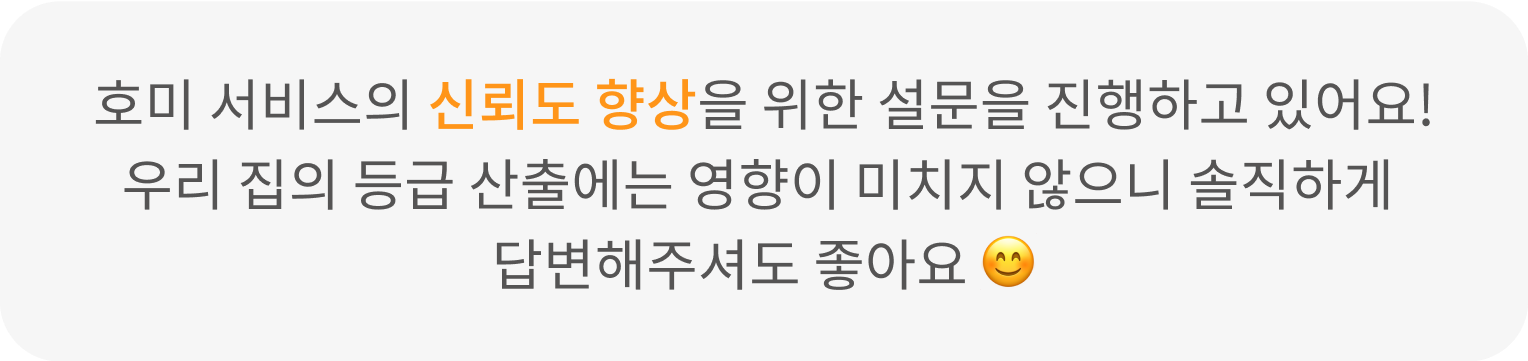 호미 서비스의 신뢰도 향상을 위한 설문을 진행하고 있어요!
우리 집의 등급 산출에는 영향이 미치지 않으니 솔직하게
답변해주셔도 좋아요 😊